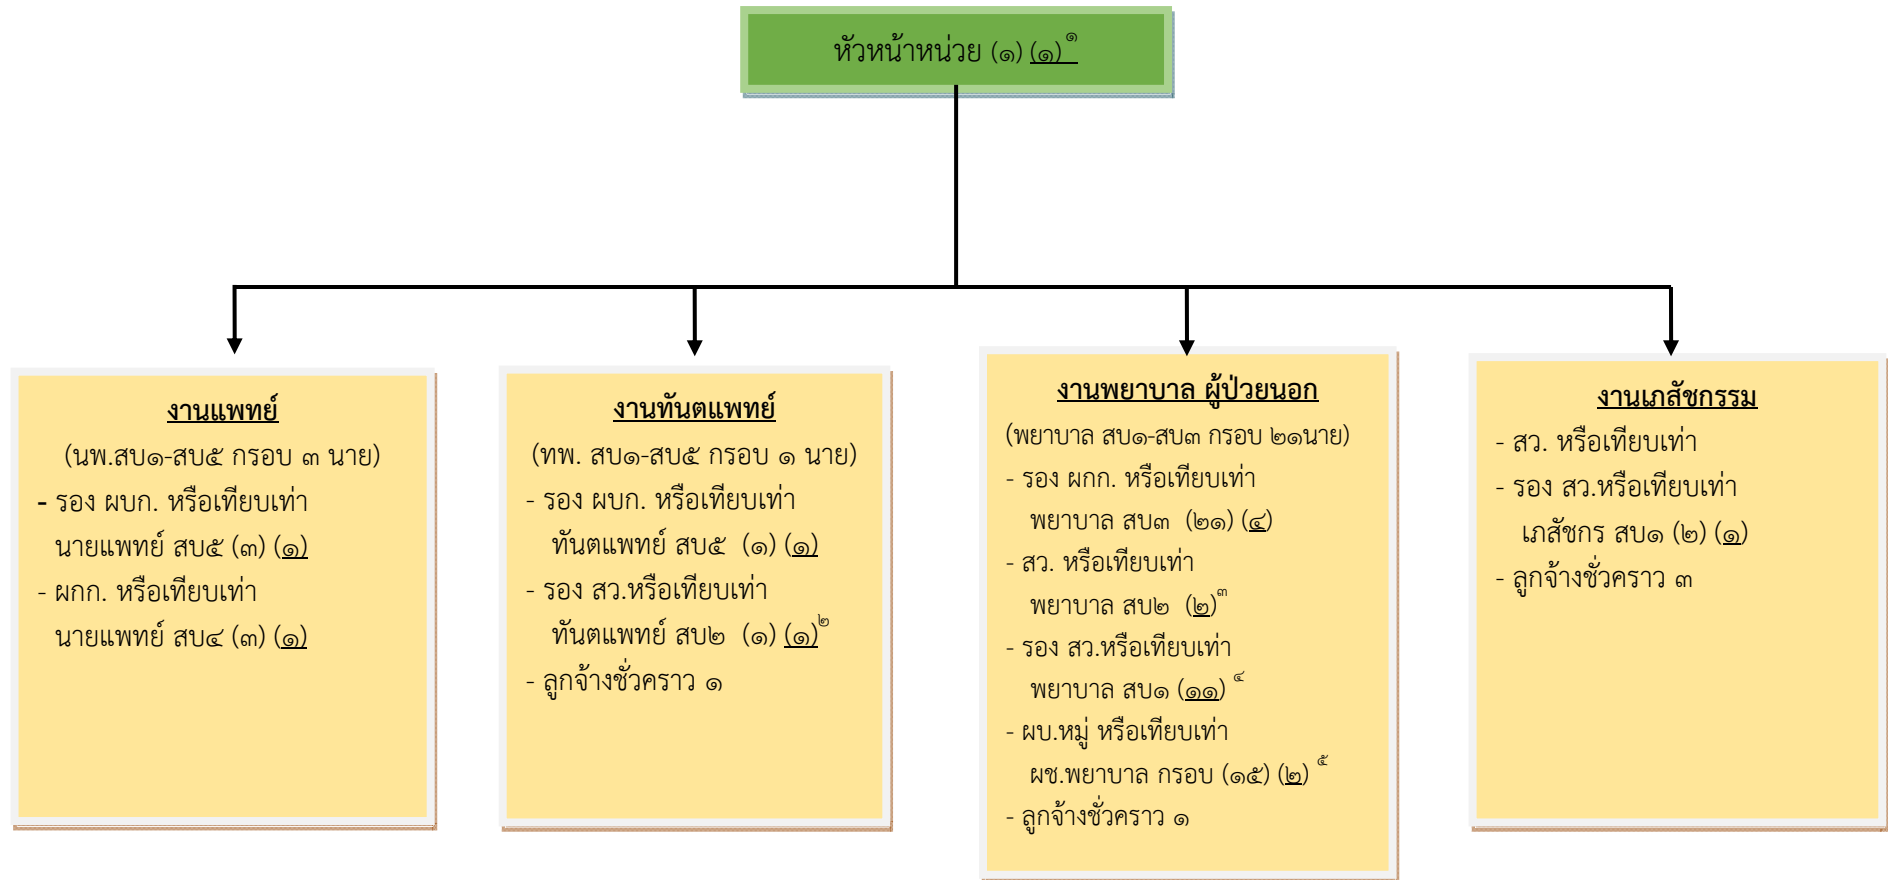 หัวหน้าหน่วย (๑) (๑) ๑
งานแพทย์
(นพ.สบ๑-สบ๕ กรอบ ๓ นาย)
- รอง ผบก. หรือเทียบเท่า
นายแพทย์ สบ๕ (๓) (๑)
- ผกก. หรือเทียบเท่า
นายแพทย์ สบ๔ (๓) (๑)
งานทันตแพทย์
(ทพ. สบ๑-สบ๕ กรอบ ๑ นาย)
- รอง ผบก. หรือเทียบเท่า
ทันตแพทย์ สบ๕ (๑) (๑)
- รอง สว.หรือเทียบเท่า
ทันตแพทย์ สบ๒ (๑) (๑)๒
- ลูกจ้างชั่วคราว ๑
งานพยาบาล ผู้ป่วยนอก
(พยาบาล สบ๑-สบ๓ กรอบ ๒๑นาย)
- รอง ผกก. หรือเทียบเท่า
พยาบาล สบ๓ (๒๑) (๔)
- สว. หรือเทียบเท่า
พยาบาล สบ๒ (๒)๓
- รอง สว.หรือเทียบเท่า
พยาบาล สบ๑ (๑๑) ๔
- ผบ.หมู่ หรือเทียบเท่า
ผช.พยาบาล กรอบ (๑๕) (๒) ๕
- ลูกจ้างชั่วคราว ๑
งานเภสัชกรรม
- สว. หรือเทียบเท่า
- รอง สว.หรือเทียบเท่า
เภสัชกร สบ๑ (๒) (๑)
- ลูกจ้างชั่วคราว ๓